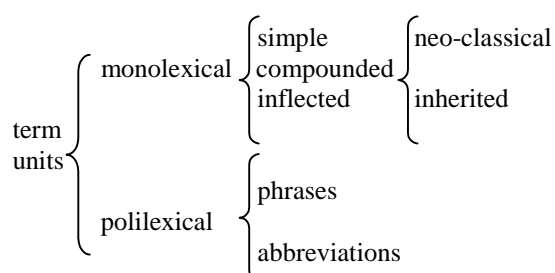 simple
neo-classical
monolexical
compounded
inflected
inherited
term
units
phrases
polilexical
abbreviations